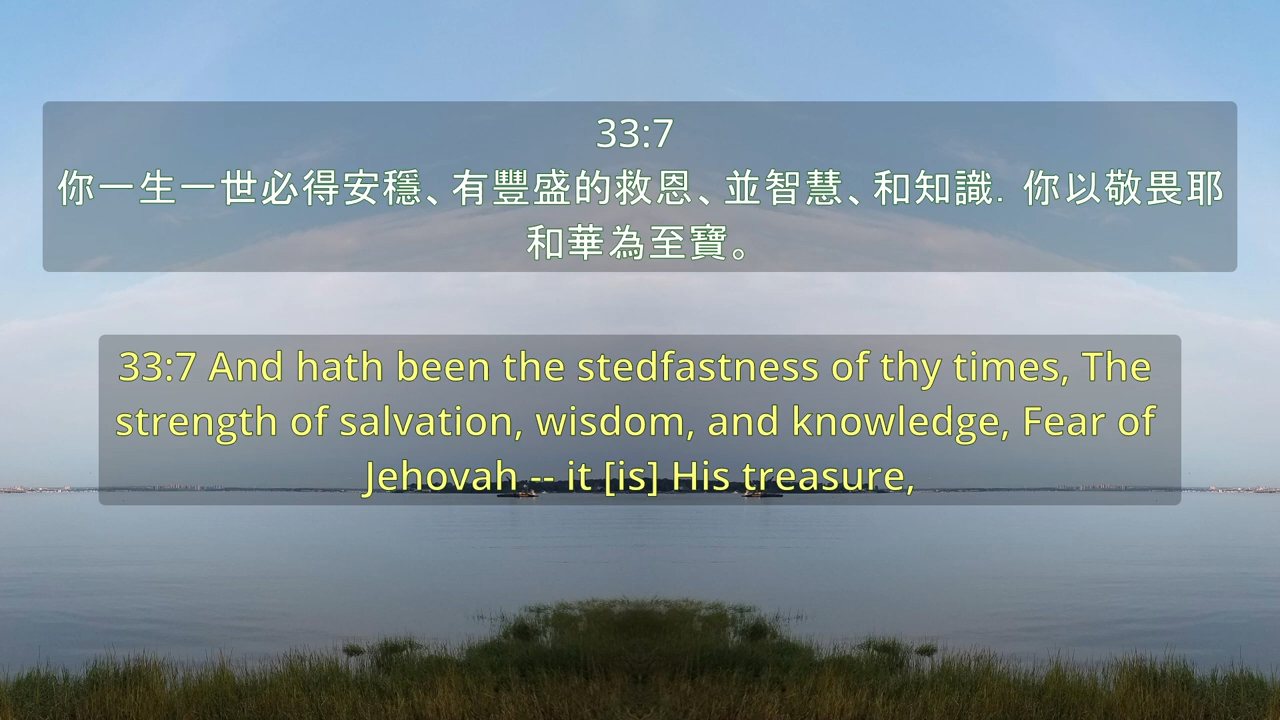 33:7
你一生一世必得安穩、有豐盛的救恩、並智慧、和知識．你以敬畏耶
和華為至寶。
33:7 And hath been the stedfastness of thy times, The
strength of salvation, wisdom, and knowledge, Fear of
Jehovah -- it [is] His treasure,